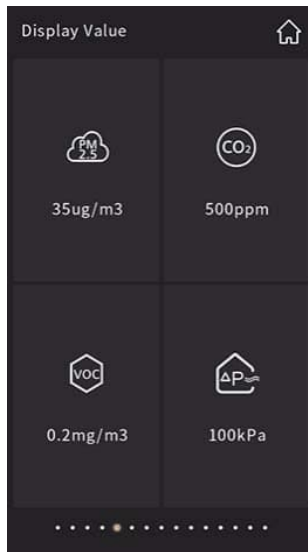 Display Value
PM
2.5
35ug/m3
CO₂
500ppm
VOC
0.2mg/m3
ΔP
100kPa